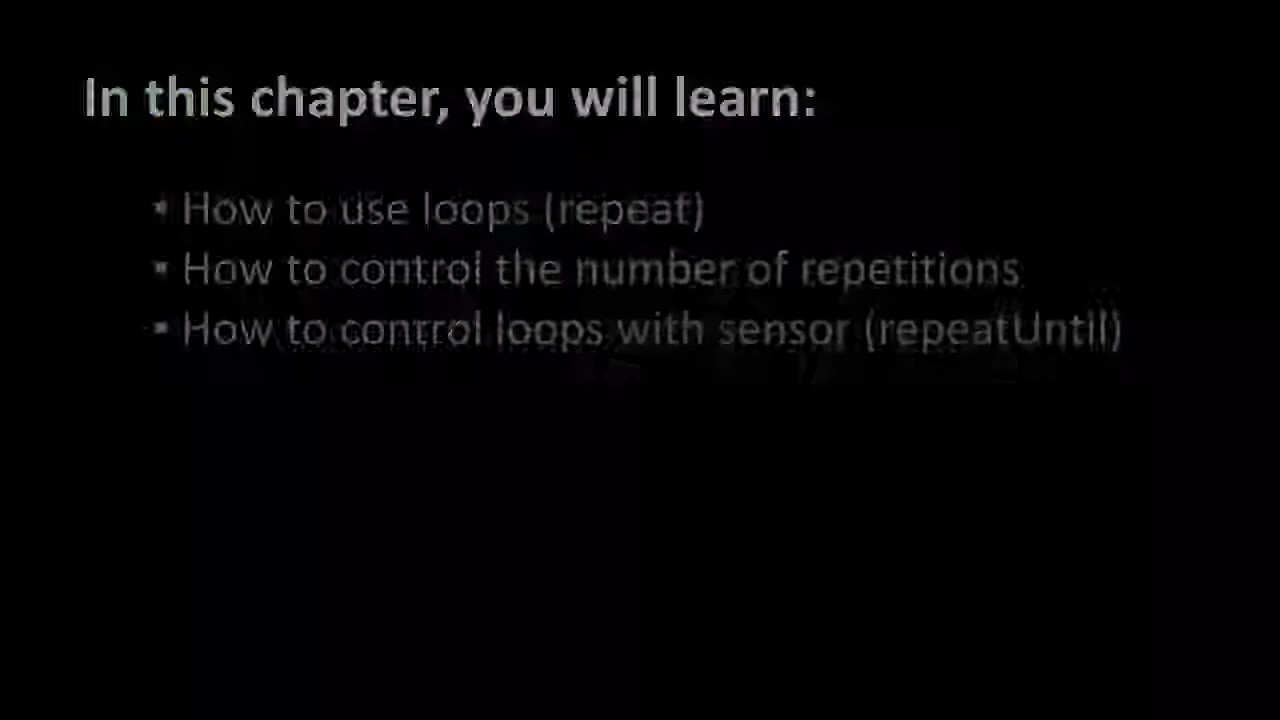 In this chapter, you will learn:
▪ How to use loops (repeat)
▪ How to control the number of repetitions
▪ How to control loops with sensor (repeatUntil)